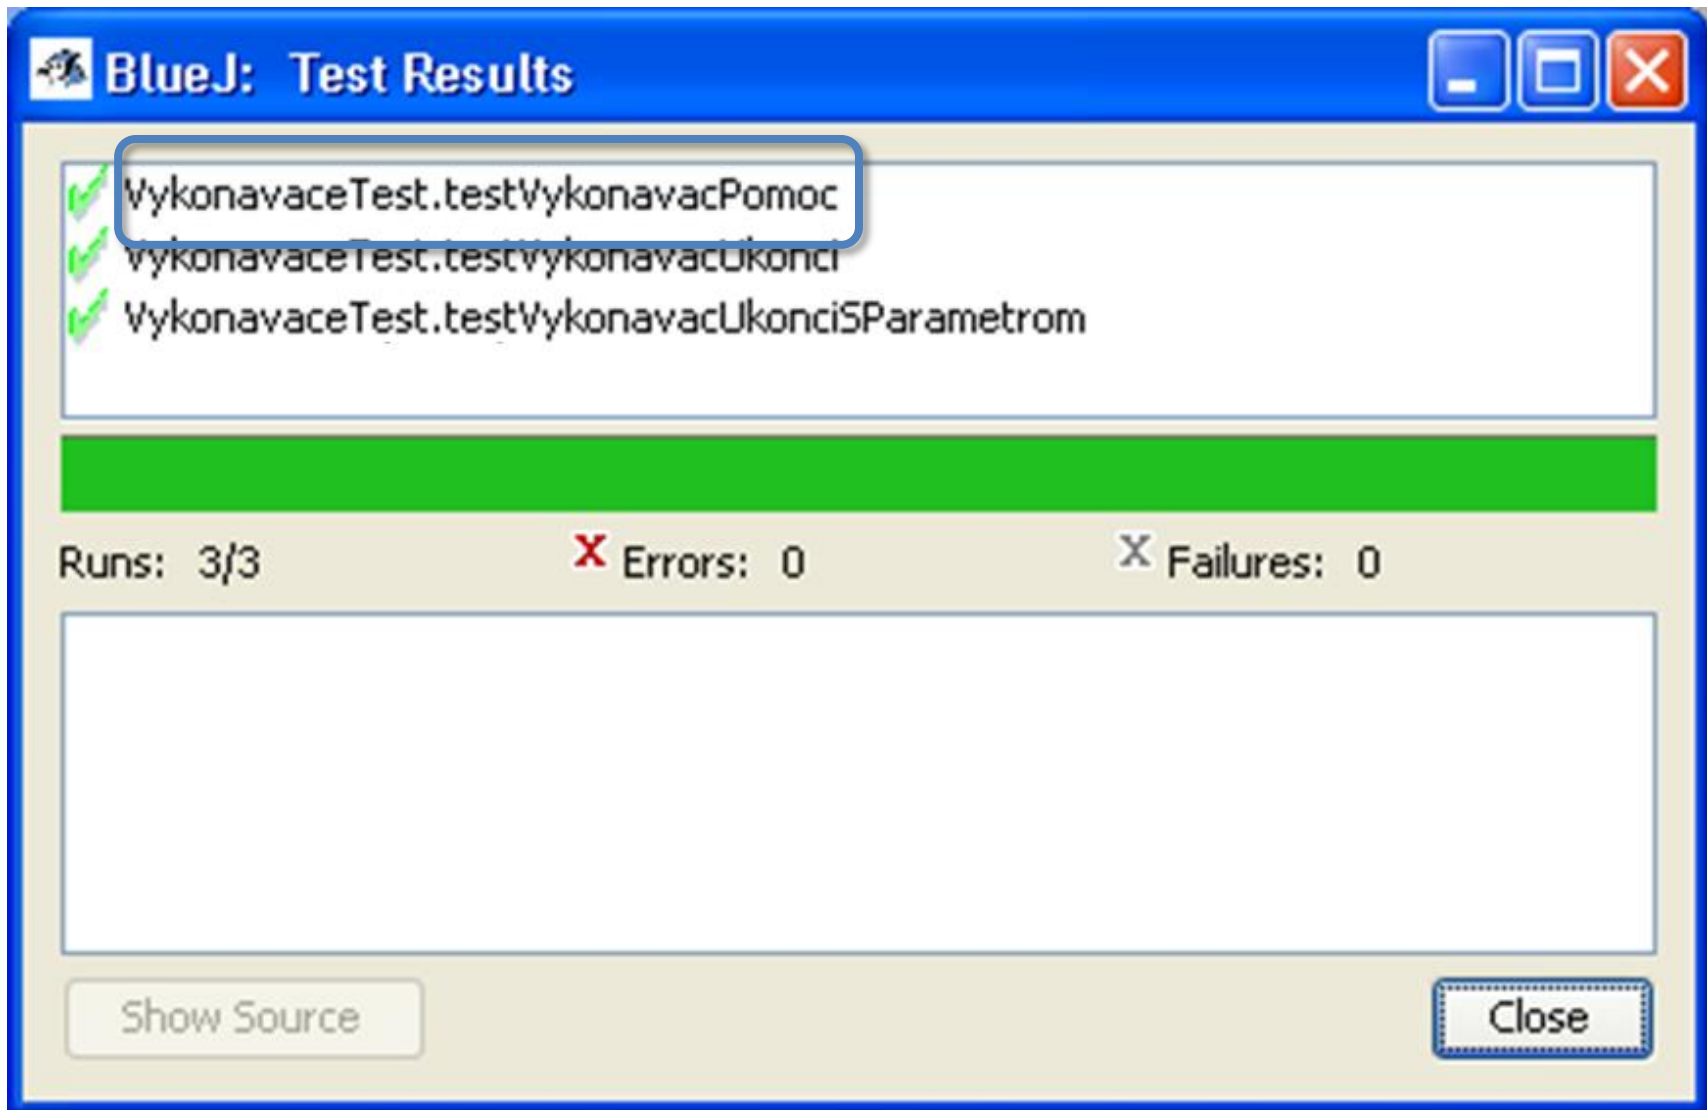 BlueJ: Test Results
VykonavaceTest.testVykonavacPomoc
VykonavaceTest.testVykonavacUkonci
VykonavaceTest.testVykonavacUkonciSParametrom
Runs: 3/3 X Errors: 0 X Failures: 0
Show Source Close